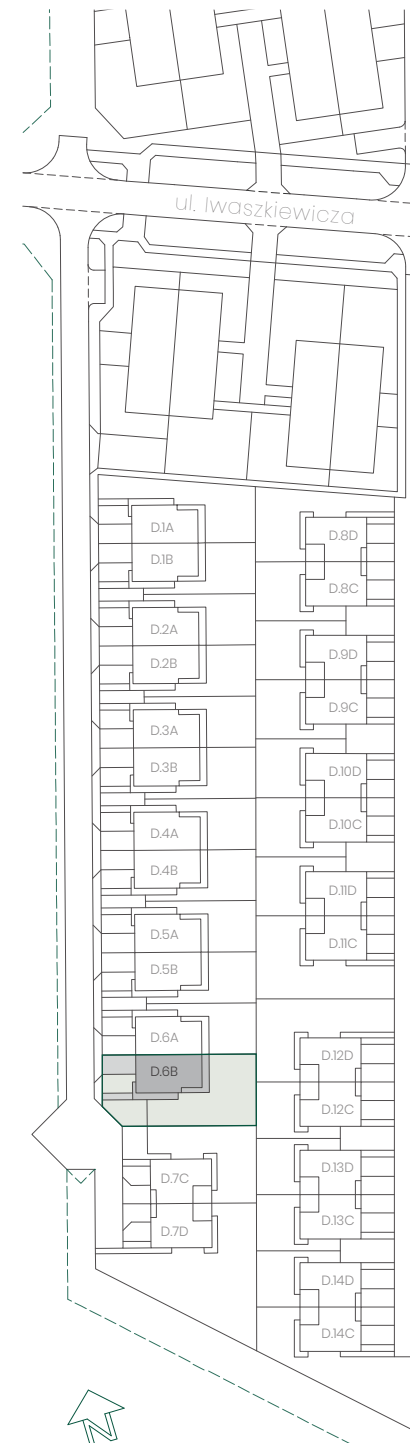 ul. Iwaszkiewicza
D.1A
D.1B
D.2A
D.2B
D.3A
D.3B
D.4A
D.4B
D.5A
D.5B
D.6A
D.6B
D.7C
D.7D
D.8D
D.8C
D.9D
D.9C
D.10D
D.10C
D.11D
D.11C
D.12D
D.12C
D.13D
D.13C
D.14D
D.14C
N